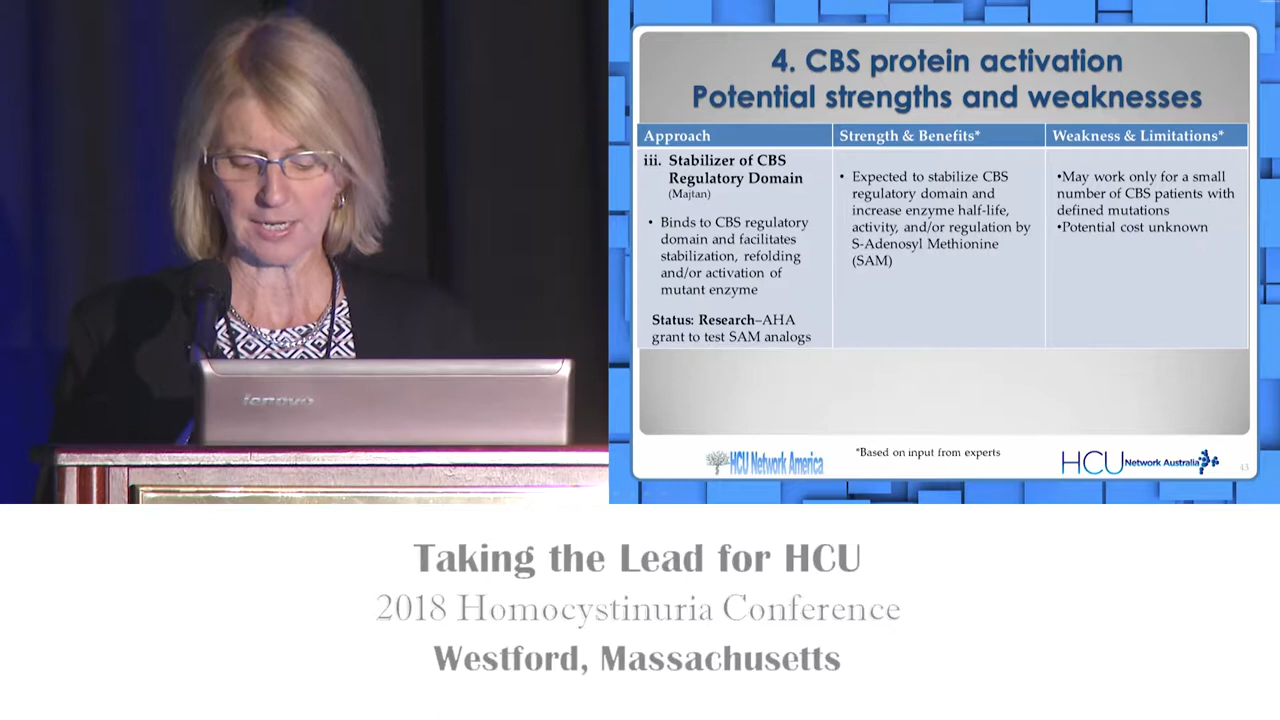 lenovo
4. CBS protein activation
Potential strengths and weaknesses
Approach
Strength & Benefits*
Weakness & Limitations*
iii. Stabilizer of CBS
Regulatory Domain
(Majtan)
• Binds to CBS regulatory
domain and facilitates
stabilization, refolding
and/or activation of
mutant enzyme
Status: Research–AHA
grant to test SAM analogs
• Expected to stabilize CBS
regulatory domain and
increase enzyme half-life,
activity, and/or regulation by
S-Adenosyl Methionine
(SAM)
•May work only for a small
number of CBS patients with
defined mutations
•Potential cost unknown
HCU Network America
*Based on input from experts
HCU Network Australia
43
Taking the Lead for HCU
2018 Homocystinuria Conference
Westford, Massachusetts